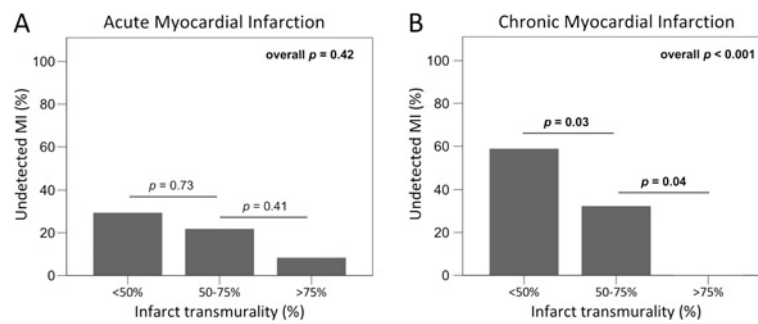 A
Acute Myocardial Infarction
overall p = 0.42
Undetected MI (%)
100
80
60
40
20
0
p = 0.73
p = 0.41
<50%
50-75%
>75%
Infarct transmurality (%)
B
Chronic Myocardial Infarction
overall p < 0.001
Undetected MI (%)
100
80
60
40
20
0
p = 0.03
p = 0.04
<50%
50-75%
>75%
Infarct transmurality (%)